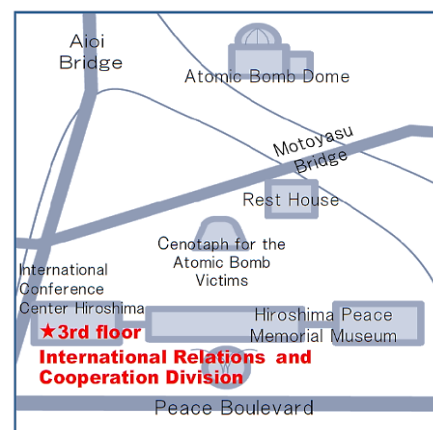 Aioi
Bridge
Atomic Bomb Dome
Motoyasu
Bridge
Rest House
Cenotaph for the
Atomic Bomb
Victims
International
Conference
Center Hiroshima
★3rd floor
International Relations and
Cooperation Division
Hiroshima Peace
Memorial Museum
Peace Boulevard